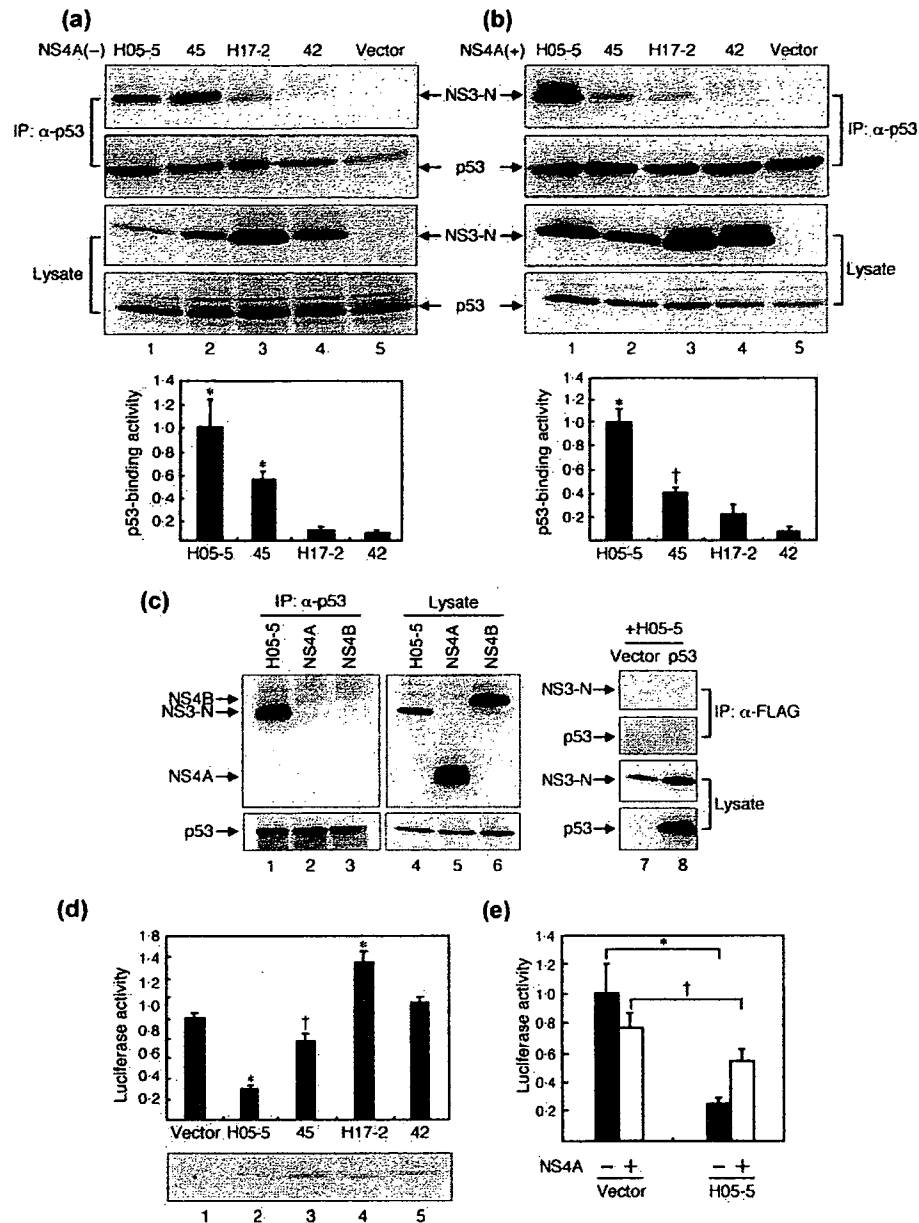 (a)
NS4A(−) H05-5 45 H17-2 42 Vector
IP: α-p53
NS3-N
p53
Lysate
NS3-N
p53
1 2 3 4 5
p53-binding activity
1·4
1·2
1·0
0·8
0·6
0·4
0·2
* *
H05-5 45 H17-2 42
(b)
NS4A(+) H05-5 45 H17-2 42 Vector
IP: α-p53
Lysate
1 2 3 4 5
p53-binding activity
1·4
1·2
1·0
0·8
0·6
0·4
0·2
* †
H05-5 45 H17-2 42
(c)
IP: α-p53 Lysate
H05-5 NS4A NS4B H05-5 NS4A NS4B
NS4B
NS3-N
NS4A
p53
1 2 3 4 5 6
+H05-5
Vector p53
NS3-N
p53
IP: α-FLAG
NS3-N
p53
Lysate
7 8
(d)
Luciferase activity
1·8
1·4
1·2
1·0
0·8
0·6
0·4
0·2
* † *
Vector H05-5 45 H17-2 42
1 2 3 4 5
(e)
Luciferase activity
1·4
1·2
1·0
0·8
0·6
0·4
0·2
*
†
NS4A − + − +
Vector H05-5